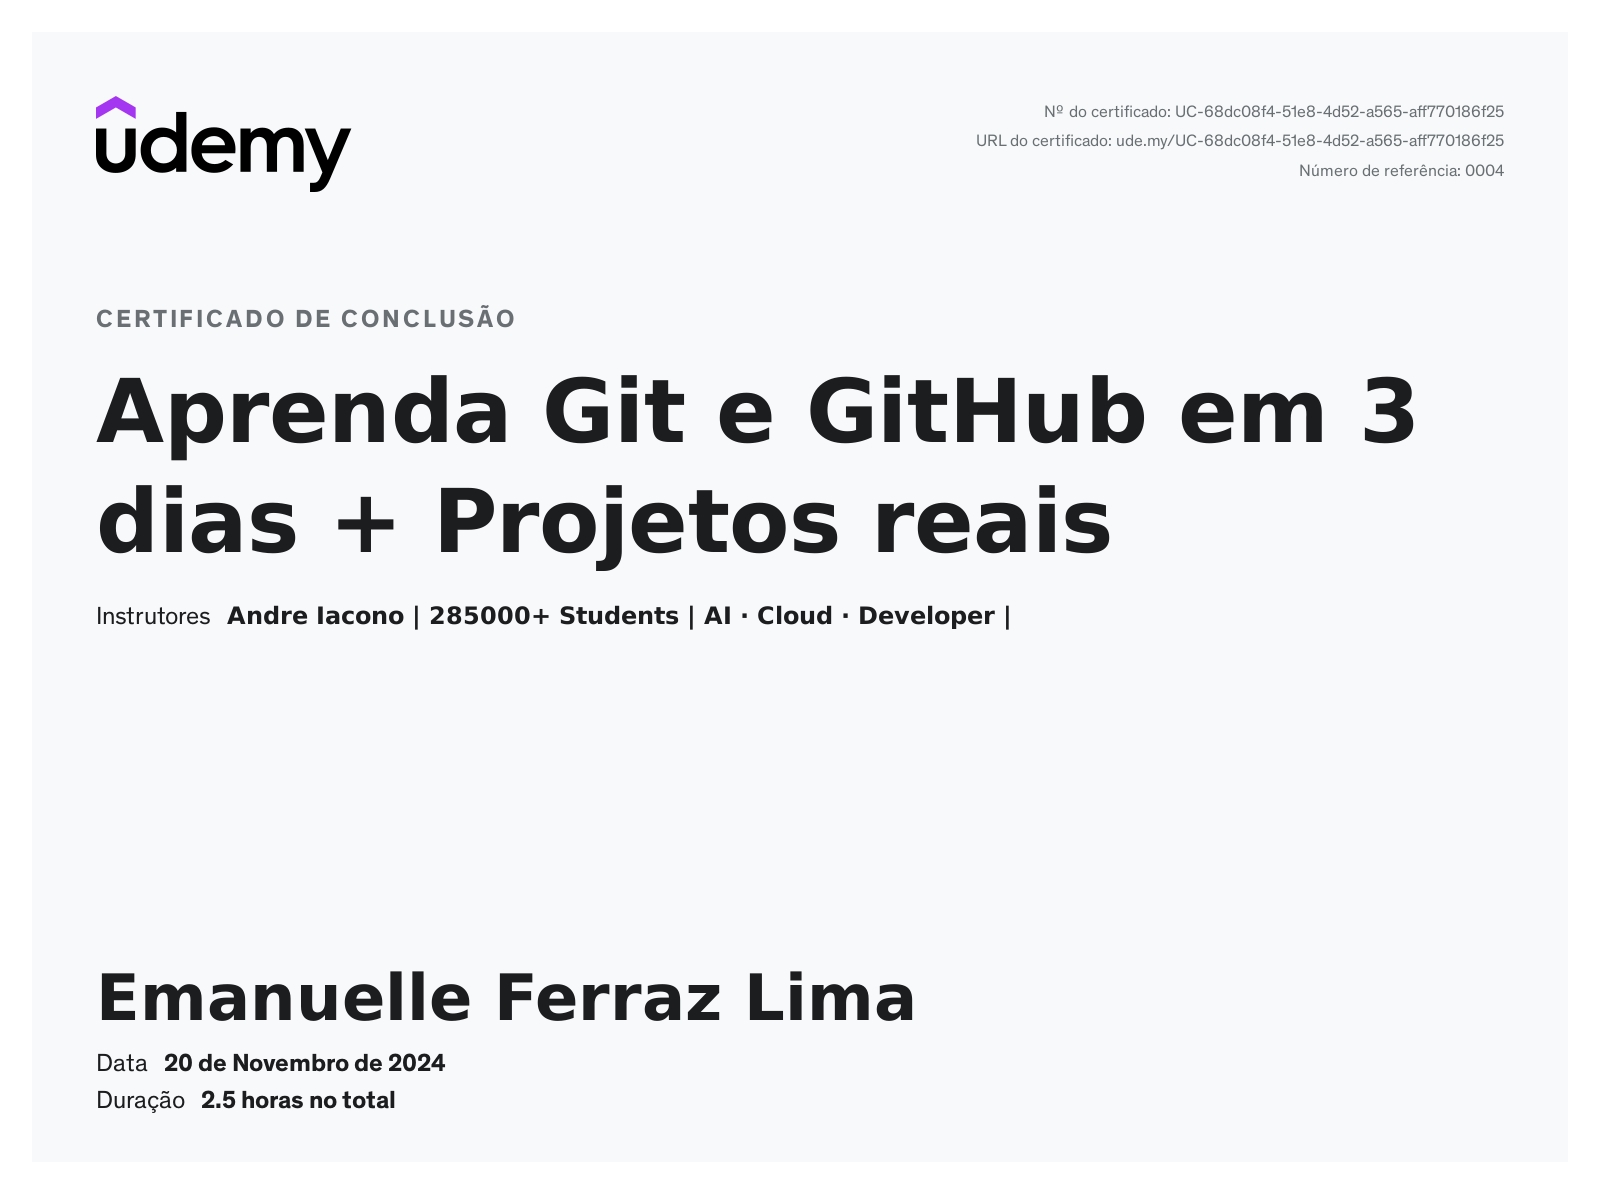 udemy
Nº do certificado: UC-68dc08f4-51e8-4d52-a565-aff770186f25
URL do certificado: ude.my/UC-68dc08f4-51e8-4d52-a565-aff770186f25
Número de referência: 0004
CERTIFICADO DE CONCLUSÃO
Aprenda Git e GitHub em 3
dias + Projetos reais
Instrutores Andre Iacono | 285000+ Students | AI · Cloud · Developer |
Emanuelle Ferraz Lima
Data 20 de Novembro de 2024
Duração 2.5 horas no total